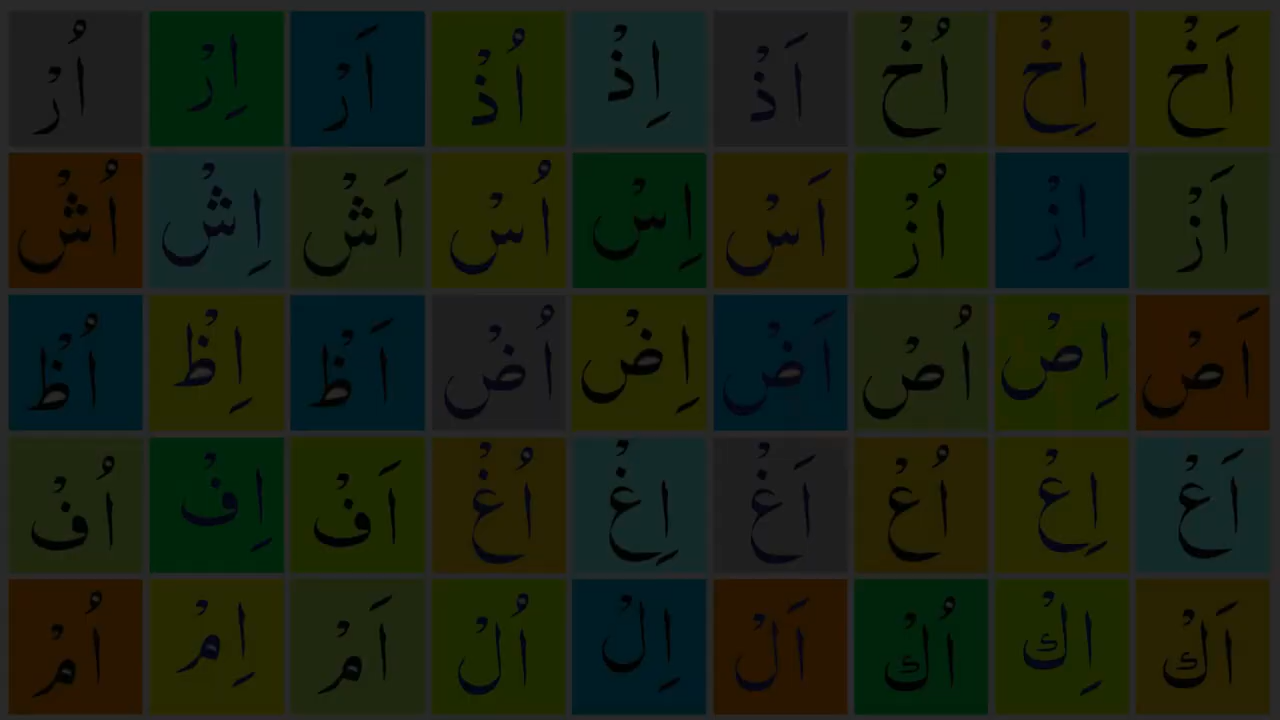 اَخْ اِخْ اُخْ اَذْ اِذْ اُذْ اَرْ اِرْ اُرْ
اَزْ اِزْ اُزْ اَسْ اِسْ اُسْ اَشْ اِشْ اُشْ
اَصْ اِصْ اُصْ اَضْ اِضْ اُضْ اَظْ اِظْ اُظْ
اَعْ اِعْ اُعْ اَغْ اِغْ اُغْ اَفْ اِفْ اُفْ
اَكْ اِكْ اُكْ اَلْ اِلْ اُلْ اَمْ اِمْ اُمْ